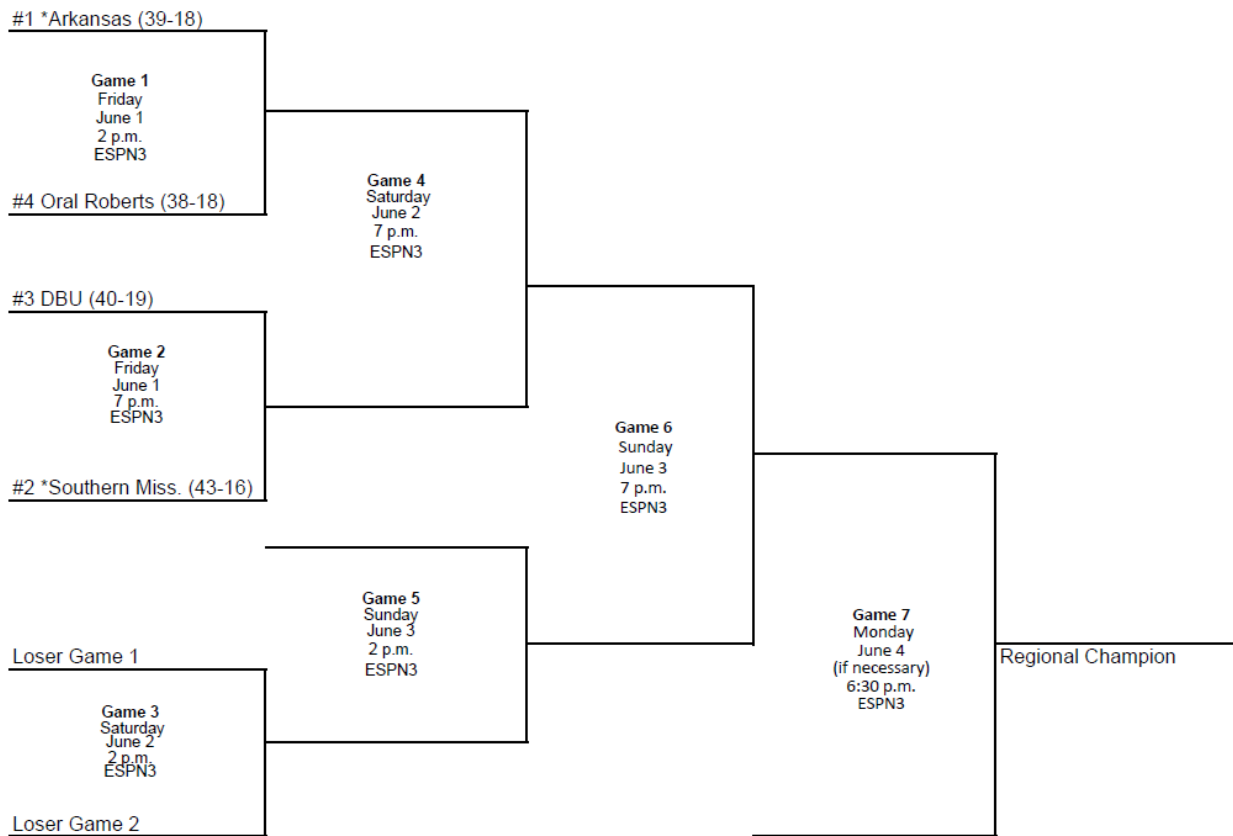 #1 *Arkansas (39-18)
Game 1
Friday
June 1
2 p.m.
ESPN3
#4 Oral Roberts (38-18)
Game 4
Saturday
June 2
7 p.m.
ESPN3
#3 DBU (40-19)
Game 2
Friday
June 1
7 p.m.
ESPN3
#2 *Southern Miss. (43-16)
Game 6
Sunday
June 3
7 p.m.
ESPN3
Game 5
Sunday
June 3
2 p.m.
ESPN3
Loser Game 1
Game 3
Saturday
June 2
2 p.m.
ESPN3
Loser Game 2
Game 7
Monday
June 4
(if necessary)
6:30 p.m.
ESPN3
Regional Champion